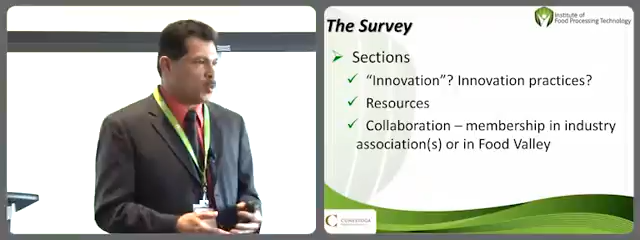 The Survey
Institute of
Food Processing Technology
Sections
"Innovation"? Innovation practices?
Resources
Collaboration – membership in industry
association(s) or in Food Valley
CONESTOGA